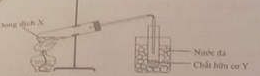 Dung dịch X
Nước đá
Chất hữu cơ Y